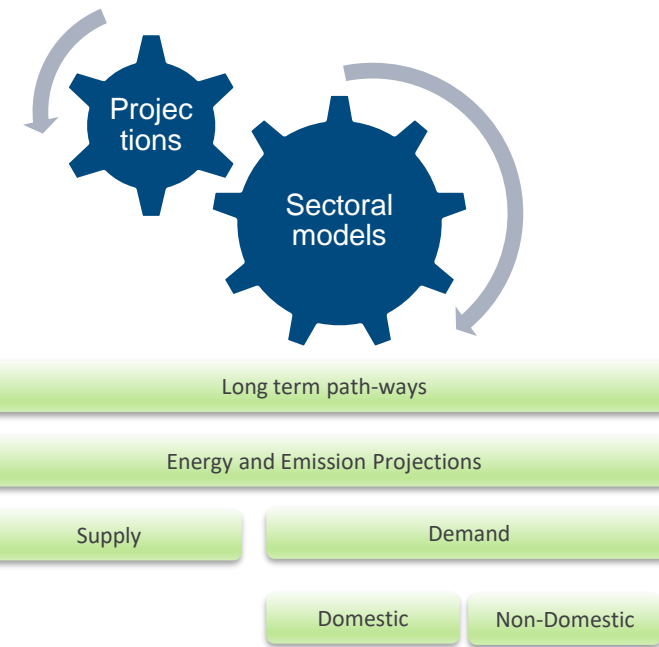 Projec
tions
Sectoral
models
Long term path-ways
Energy and Emission Projections
Supply
Demand
Domestic
Non-Domestic